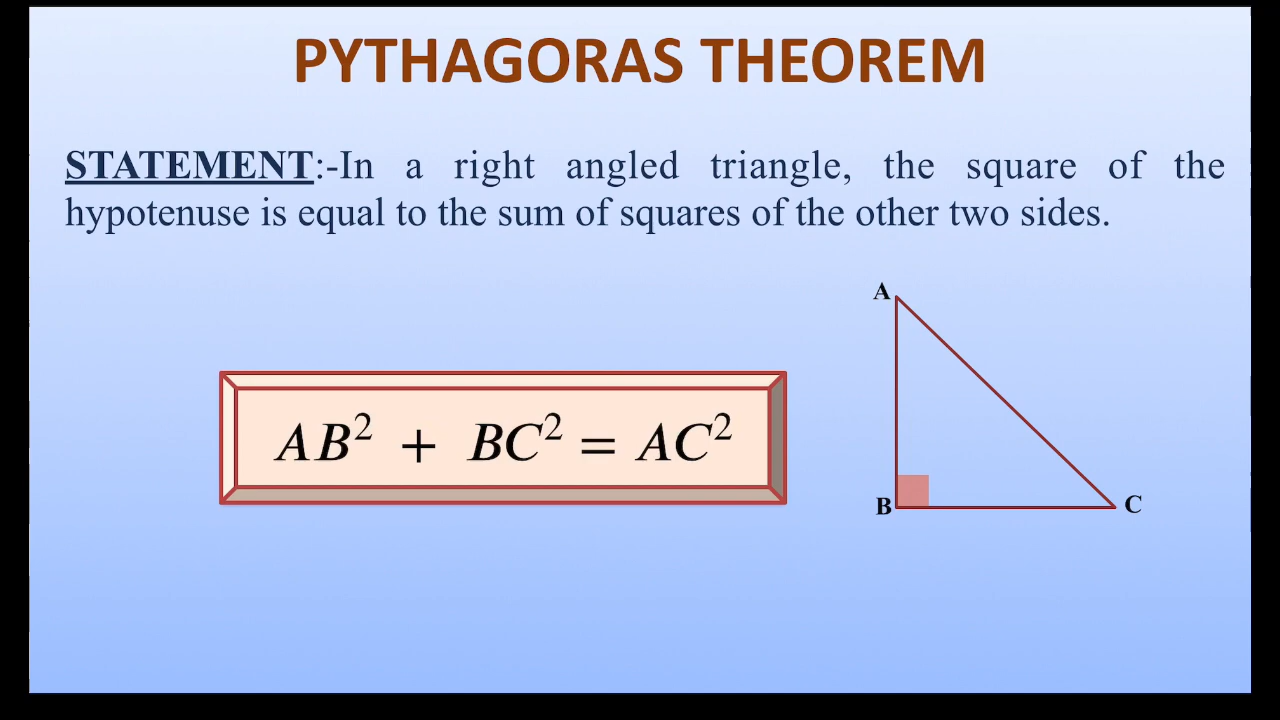 PYTHAGORAS THEOREM
STATEMENT:-In a right angled triangle, the square of the
hypotenuse is equal to the sum of squares of the other two sides.
A
AB² + BC² = AC²
B
C